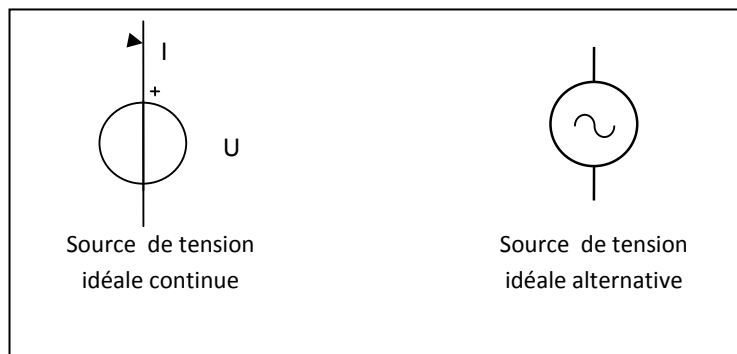 I
+
U
Source de tension
idéale continue
Source de tension
idéale alternative